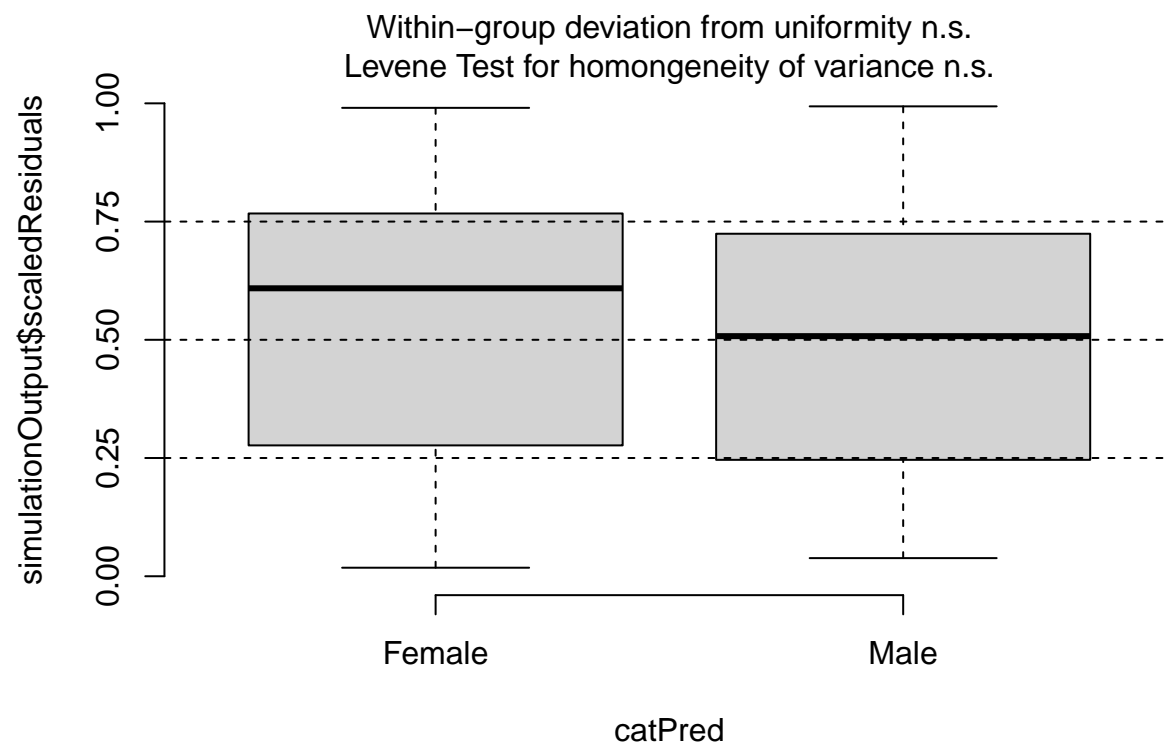 Within−group deviation from uniformity n.s.
Levene Test for homongeneity of variance n.s.
simulationOutput$scaledResiduals
1.00
0.75
0.50
0.25
0.00
Female
Male
catPred